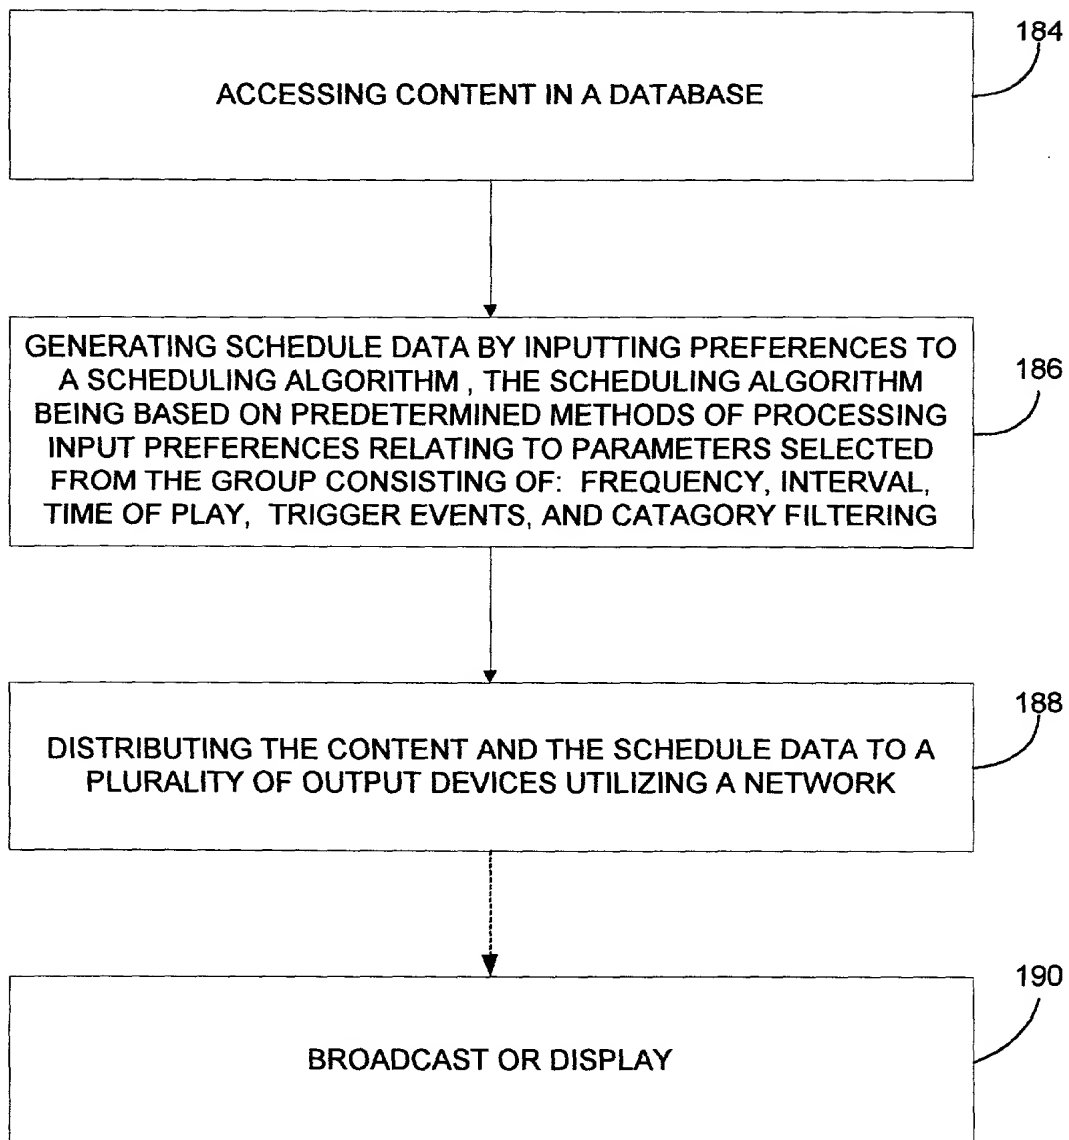 184
ACCESSING CONTENT IN A DATABASE
GENERATING SCHEDULE DATA BY INPUTTING PREFERENCES TO
A SCHEDULING ALGORITHM , THE SCHEDULING ALGORITHM
BEING BASED ON PREDETERMINED METHODS OF PROCESSING
INPUT PREFERENCES RELATING TO PARAMETERS SELECTED
FROM THE GROUP CONSISTING OF: FREQUENCY, INTERVAL,
TIME OF PLAY, TRIGGER EVENTS, AND CATAGORY FILTERING
186
188
DISTRIBUTING THE CONTENT AND THE SCHEDULE DATA TO A
PLURALITY OF OUTPUT DEVICES UTILIZING A NETWORK
190
BROADCAST OR DISPLAY